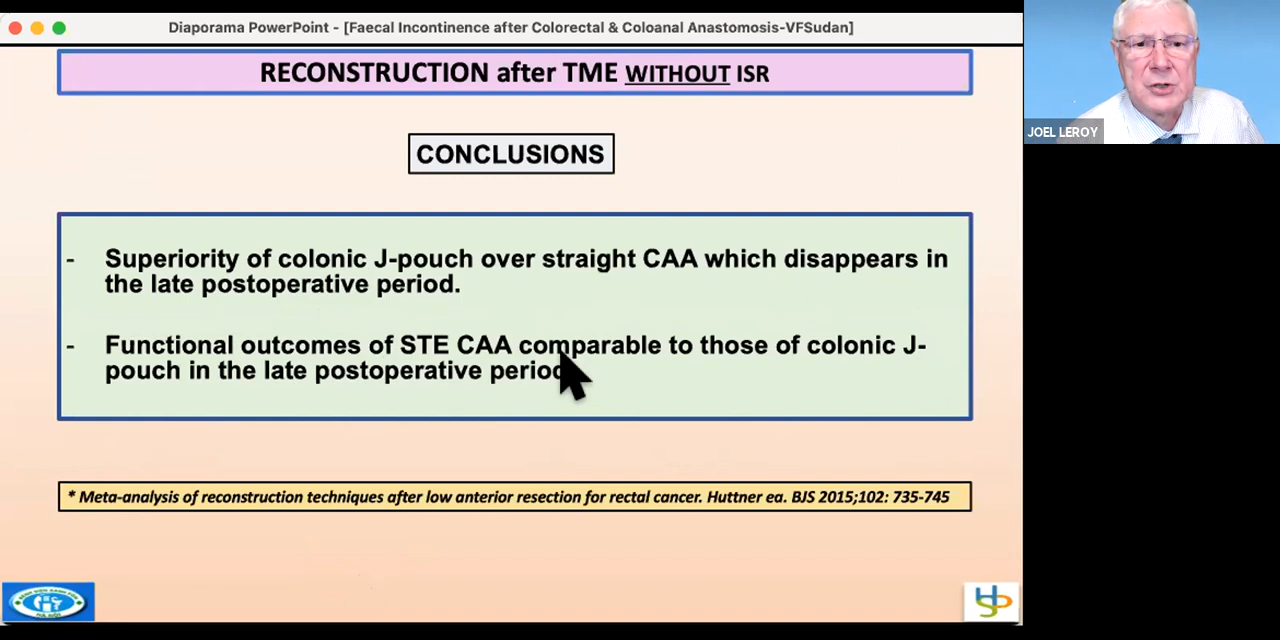 Diaporama PowerPoint - [Faecal Incontinence after Colorectal & Coloanal Anastomosis-VFSudan]
RECONSTRUCTION after TME WITHOUT ISR
JOEL LEROY
CONCLUSIONS
- Superiority of colonic J-pouch over straight CAA which disappears in
the late postoperative period.
- Functional outcomes of STE CAA comparable to those of colonic J-
pouch in the late postoperative period
* Meta-analysis of reconstruction techniques after low anterior resection for rectal cancer. Huttner ea. BJS 2015;102: 735-745